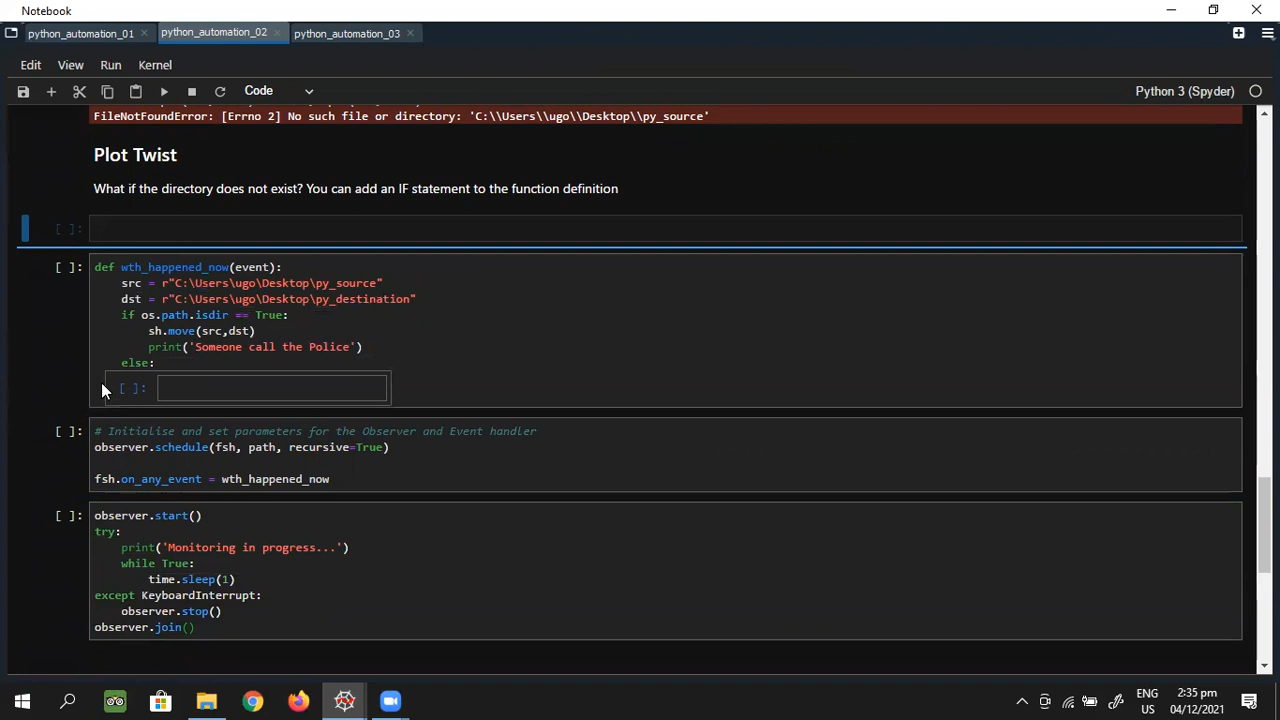 Notebook
python_automation_01
python_automation_02
python_automation_03
Edit View Run Kernel
Code
Python 3 (Spyder)
FileNotFoundError: [Errno 2] No such file or directory: 'C:\\Users\\ugo\\Desktop\\py_source'
Plot Twist
What if the directory does not exist? You can add an IF statement to the function definition
[ ]:
[ ]: def wth_happened_now(event):
src = r"C:\Users\ugo\Desktop\py_source"
dst = r"C:\Users\ugo\Desktop\py_destination"
if os.path.isdir == True:
sh.move(src,dst)
print('Someone call the Police')
else:
[ ]:
[ ]: # Initialise and set parameters for the Observer and Event handler
observer.schedule(fsh, path, recursive=True)
fsh.on_any_event = wth_happened_now
[ ]: observer.start()
try:
print('Monitoring in progress...')
while True:
time.sleep(1)
except KeyboardInterrupt:
observer.stop()
observer.join()
ENG
US
2:35 pm
04/12/2021